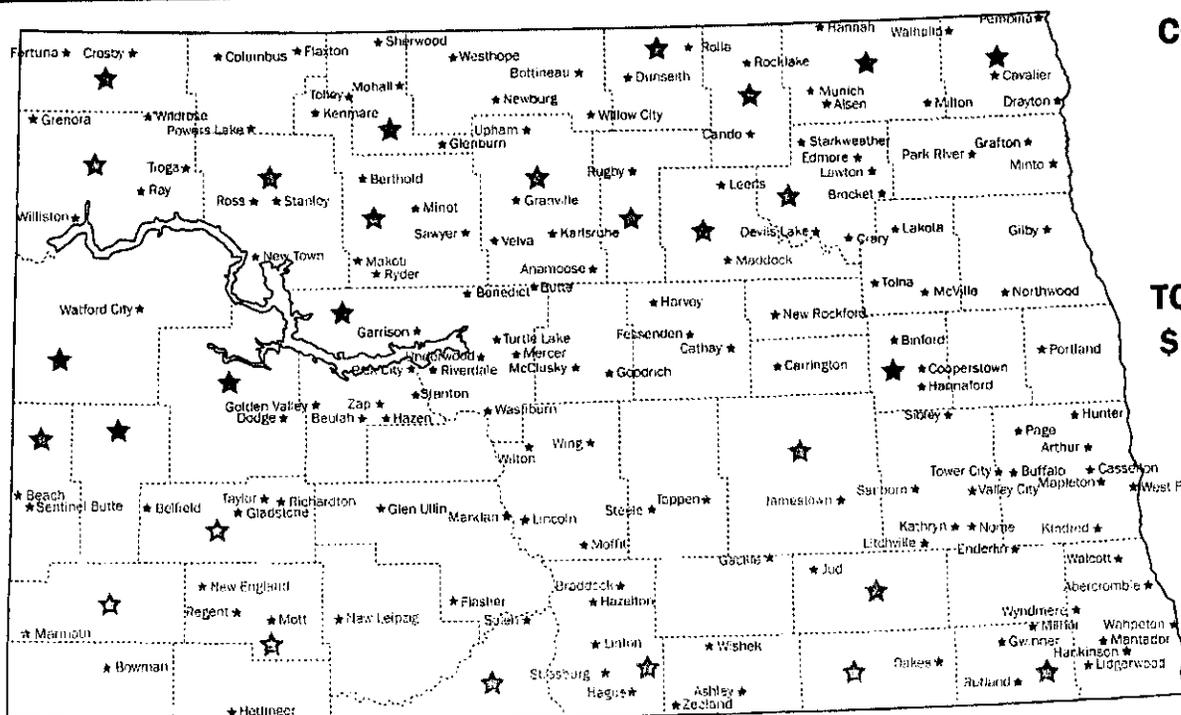 Pembina
Hannah
Walhalla
C
Fortuna
Crosby
Columbus
Flaxton
Sherwood
Westhope
Rolla
Rocklake
Bottineau
Dunseith
Cavalier
Mohall
Tolley
Newburg
Munich
Alsen
Milton
Drayton
Kenmare
Willow City
Grenora
Wildrose
Powers Lake
Upham
Glenburn
Cando
Starkweather
Edmore
Lawton
Park River
Grafton
Minto
Tioga
Ray
Berthold
Rugby
Leeds
Brocket
Ross
Stanley
Minot
Granville
Williston
Sawyer
Velva
Karlsruhe
Devils Lake
Crary
Lakota
Gilby
New Town
Makoti
Ryder
Anamoose
Maddock
Benedict
Butte
Tolna
McVille
Northwood
Watford City
Harvey
New Rockford
TO
$
Garrison
Turtle Lake
Fessenden
Cathay
Binford
Portland
Underwood
Mercer
Riverdale
McClusky
Goodrich
Carrington
Cooperstown
Hannaford
Stanton
Golden Valley
Zap
Dodge
Beulah
Hazen
Washburn
Sibley
Hunter
Page
Arthur
Wilton
Wing
Tower City
Buffalo
Casselton
Mapleton
West F
Beach
Sentinel Butte
Belfield
Taylor
Richardton
Gladstone
Glen Ullin
Mandan
Lincoln
Steele
Tappen
Jamestown
Sanborn
Valley City
Kathryn
Nome
Kindred
Moffit
Litchville
Enderlin
Gackle
Jud
Walcott
New England
Braddock
Hazelton
Abercrombie
Regent
Mott
New Leipzig
Flasher
Solen
Wyndmere
Milnor
Wahpeton
Marmarth
Linton
Wishek
Gwinner
Mantador
Hankinson
Lidgerwood
Bowman
Strasburg
Hague
Oakes
Rutland
Ashley
Zeeland
Hettinger